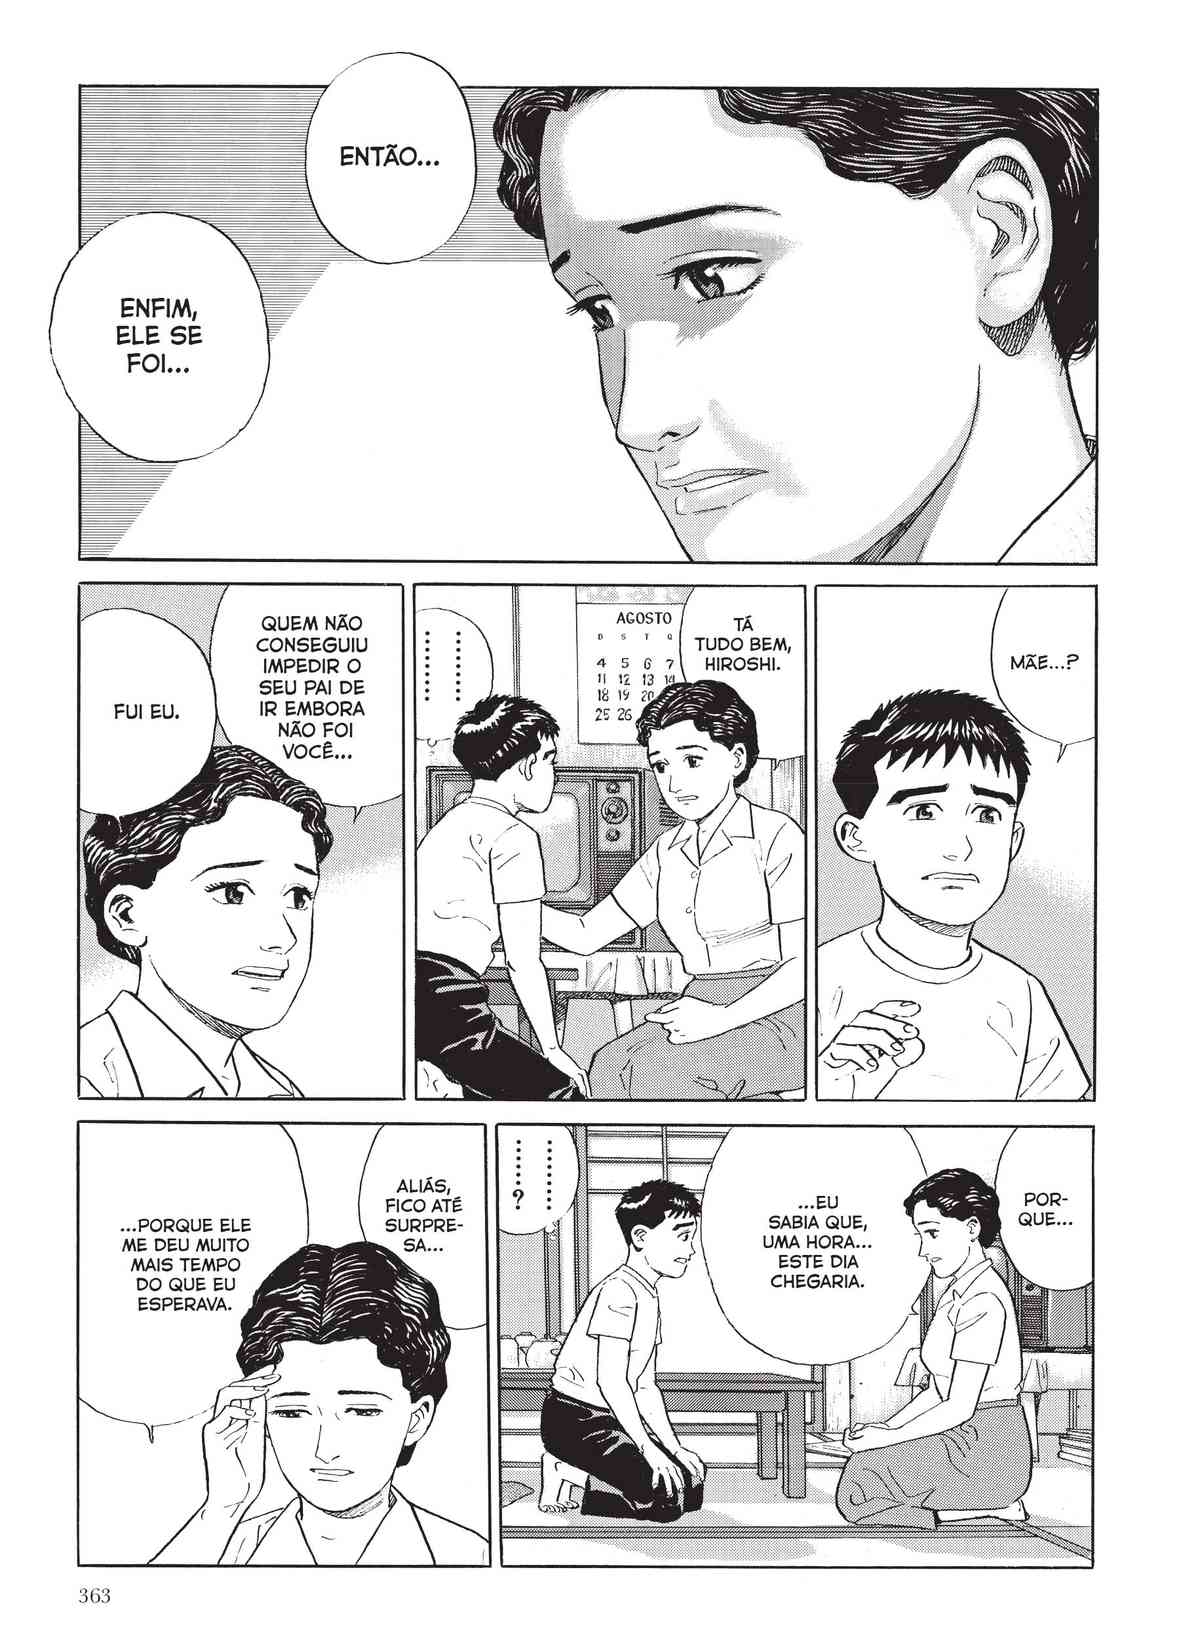 ENTÃO...
ENFIM,
ELE SE
FOI...
MÃE...?
TÁ
TUDO BEM,
HIROSHI.
AGOSTO
D S T Q
4 5 6 7
11 12 13 14
18 19 20
25 26
QUEM NÃO
CONSEGUIU
IMPEDIR O
SEU PAI DE
IR EMBORA
NÃO FOI
VOCÊ...
FUI EU.
POR-
QUE...
...EU
SABIA QUE,
UMA HORA...
ESTE DIA
CHEGARIA.
?
ALIÁS,
FICO ATÉ
SURPRE-
SA...
...PORQUE ELE
ME DEU MUITO
MAIS TEMPO
DO QUE EU
ESPERAVA.
363